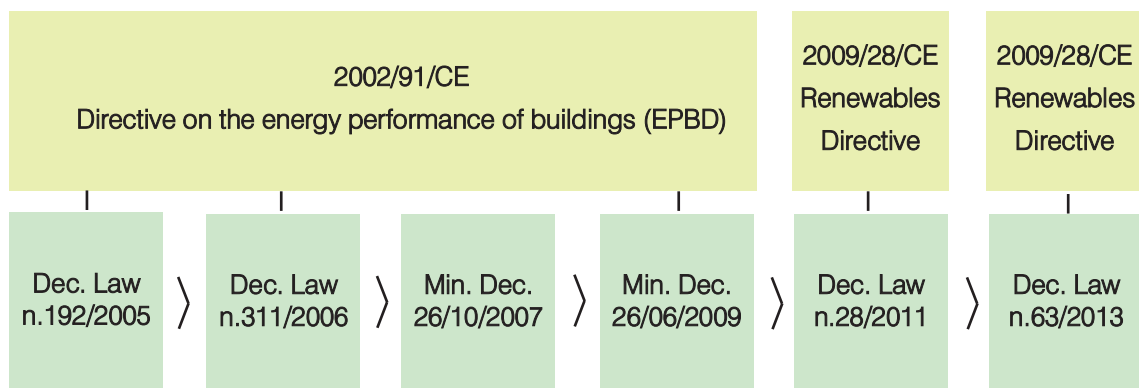 2002/91/CE
Directive on the energy performance of buildings (EPBD)
2009/28/CE
Renewables
Directive
2009/28/CE
Renewables
Directive
Dec. Law
n.192/2005
Dec. Law
n.311/2006
Min. Dec.
26/10/2007
Min. Dec.
26/06/2009
Dec. Law
n.28/2011
Dec. Law
n.63/2013